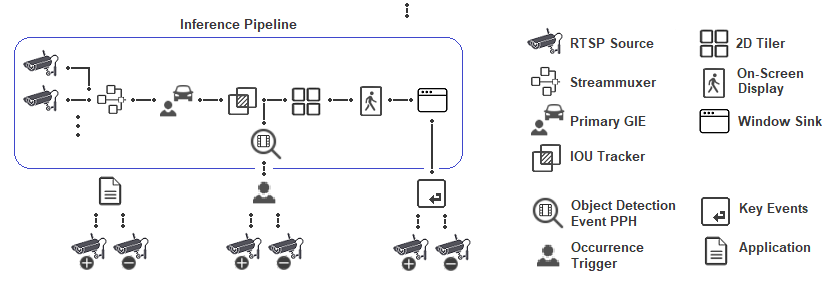 Inference Pipeline
RTSP Source
2D Tiler
Streammuxer
On-Screen
Display
Primary GIE
Window Sink
IOU Tracker
Object Detection
Event PPH
Key Events
Occurrence
Trigger
Application